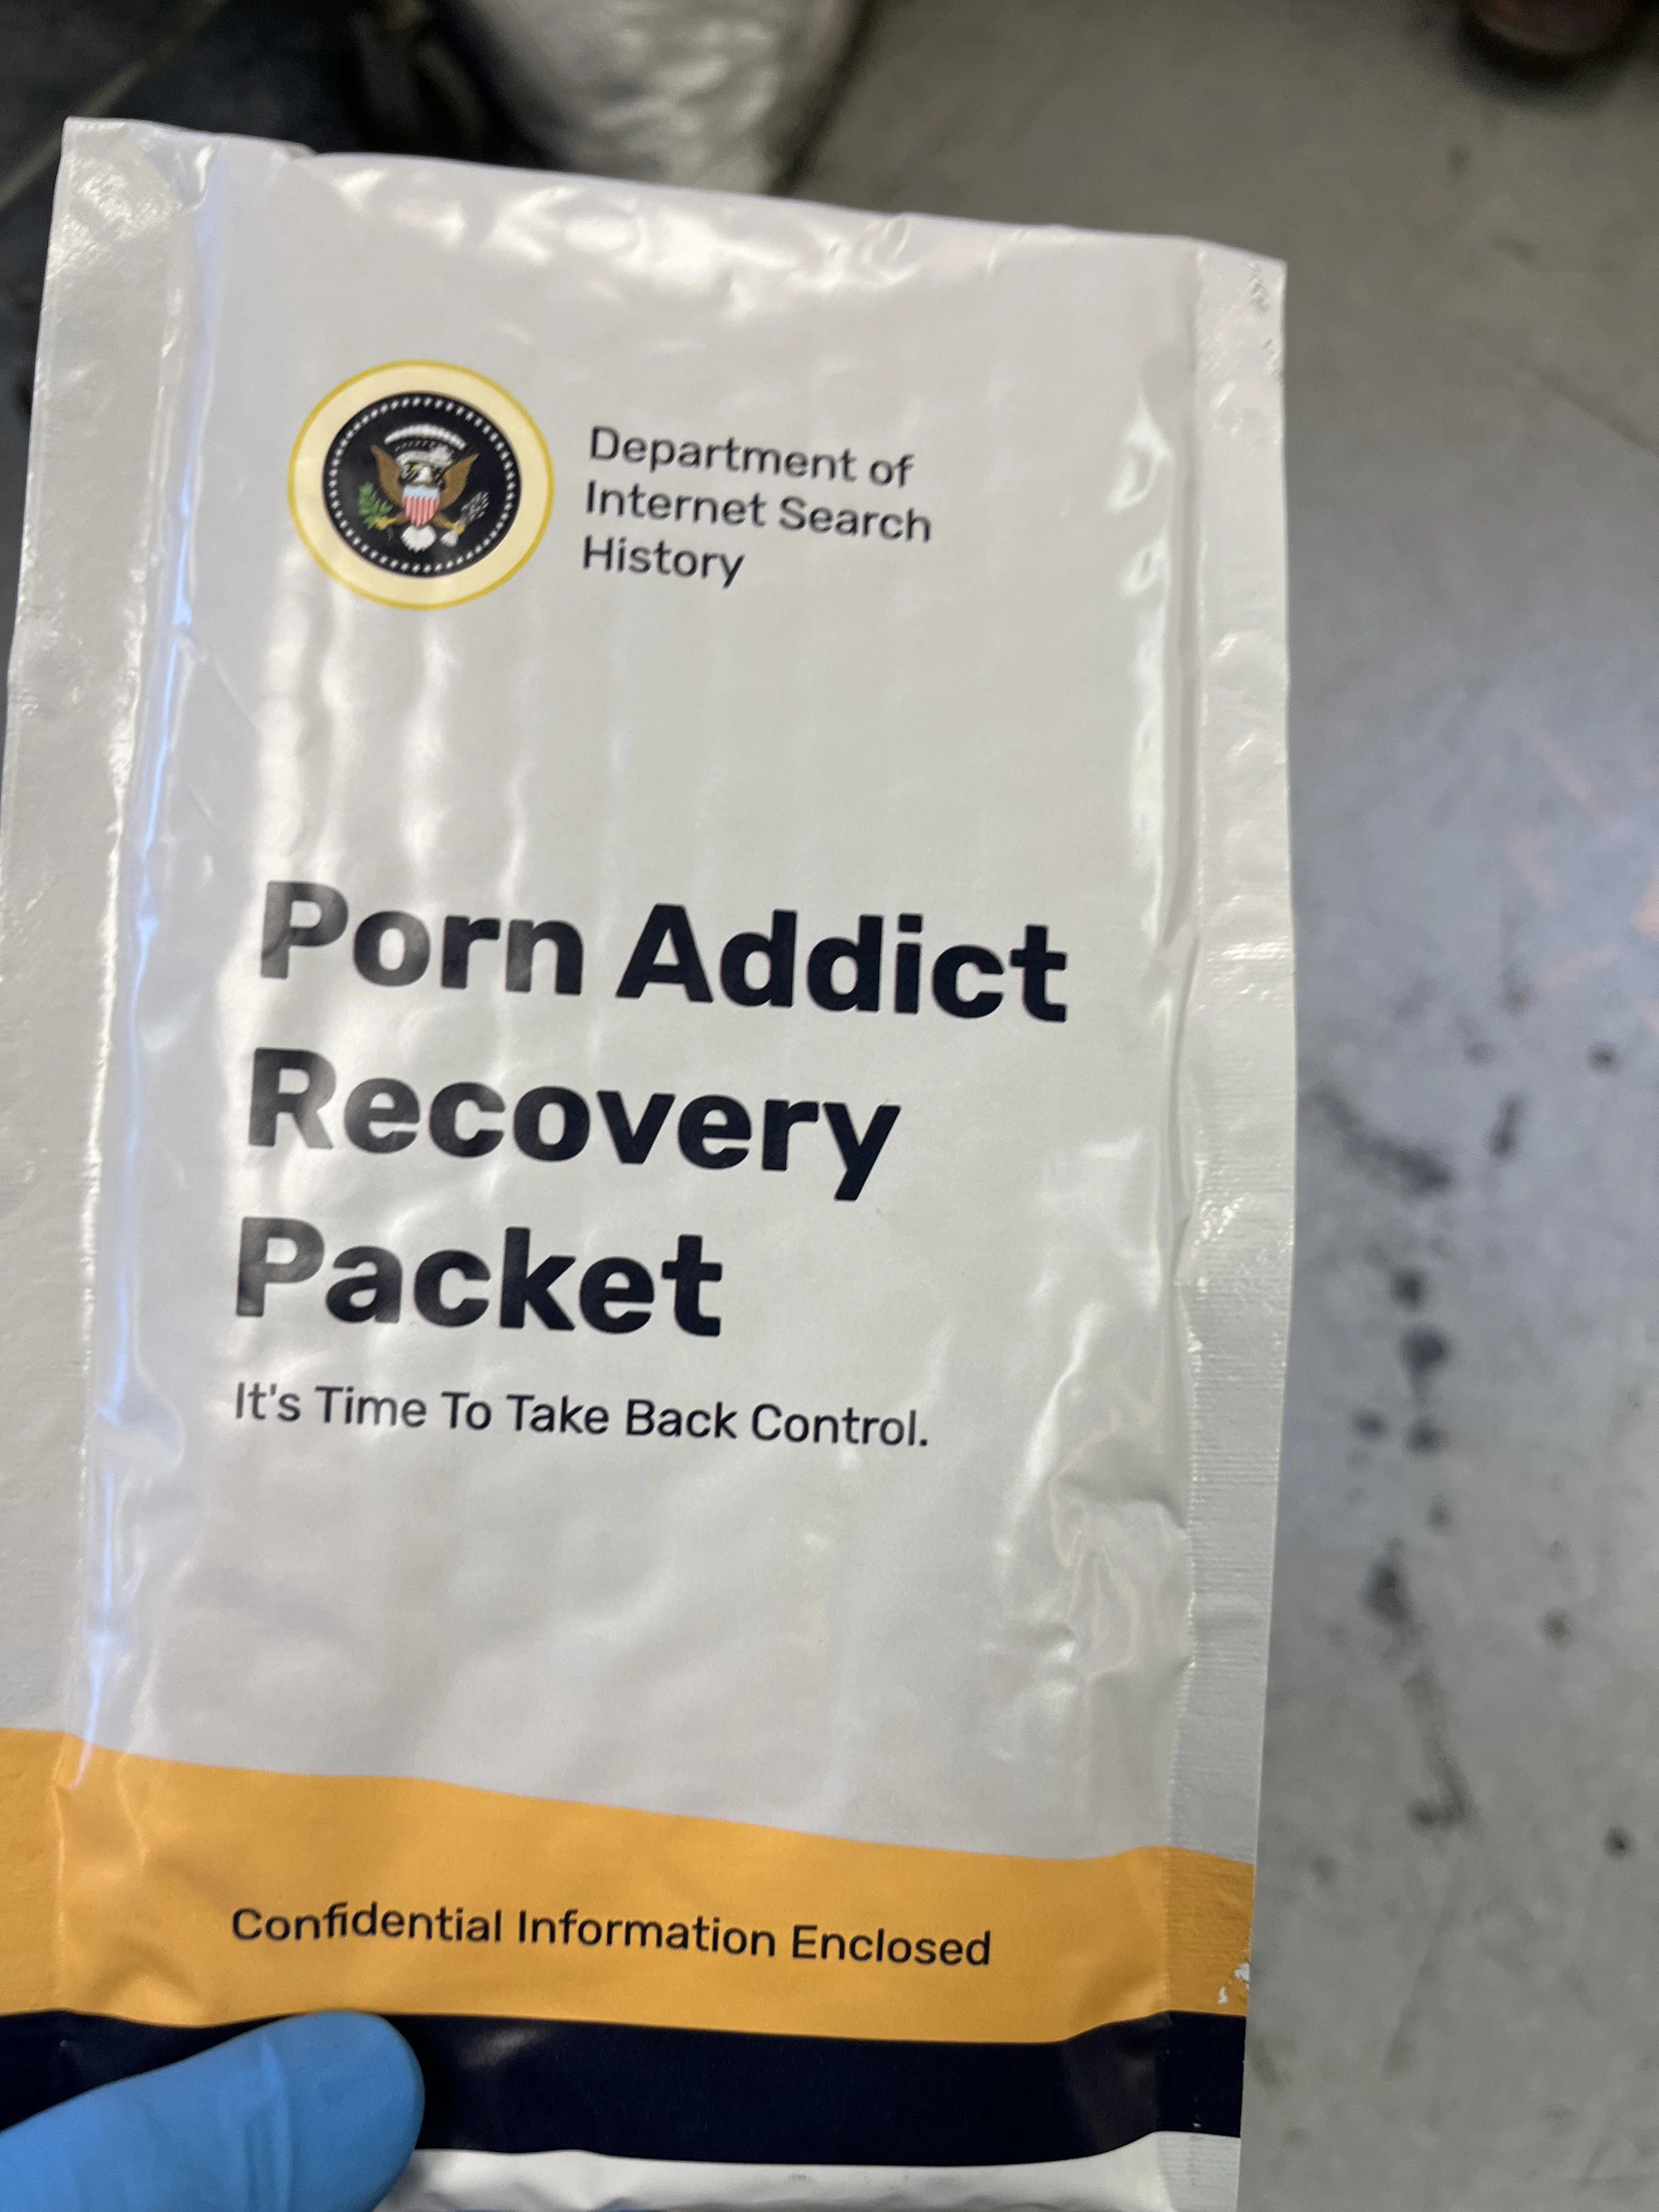 Department of
Internet Search
History
Porn Addict
Recovery
Packet
It's Time To Take Back Control.
Confidential Information Enclosed